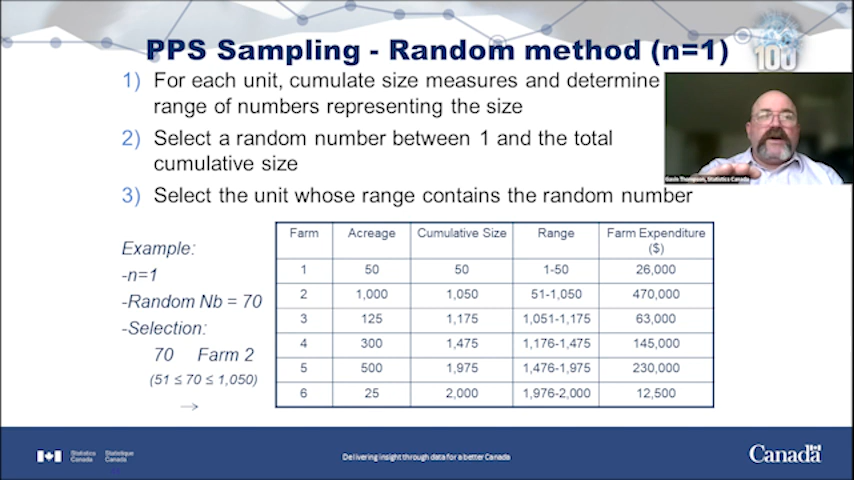 PPS Sampling - Random method (n=1)
100
1) For each unit, cumulate size measures and determine
range of numbers representing the size
2) Select a random number between 1 and the total
cumulative size
3) Select the unit whose range contains the random number
Gavin Thompson, Statistics Canada
Example:
-n=1
-Random Nb = 70
-Selection:
70 Farm 2
(51 ≤ 70 ≤ 1,050)
→
Farm Acreage Cumulative Size Range Farm Expenditure
($)
1 50 50 1-50 26,000
2 1,000 1,050 51-1,050 470,000
3 125 1,175 1,051-1,175 63,000
4 300 1,475 1,176-1,475 145,000
5 500 1,975 1,476-1,975 230,000
6 25 2,000 1,976-2,000 12,500
Statistics Statistique
Canada Canada
Delivering insight through data for a better Canada
Canada